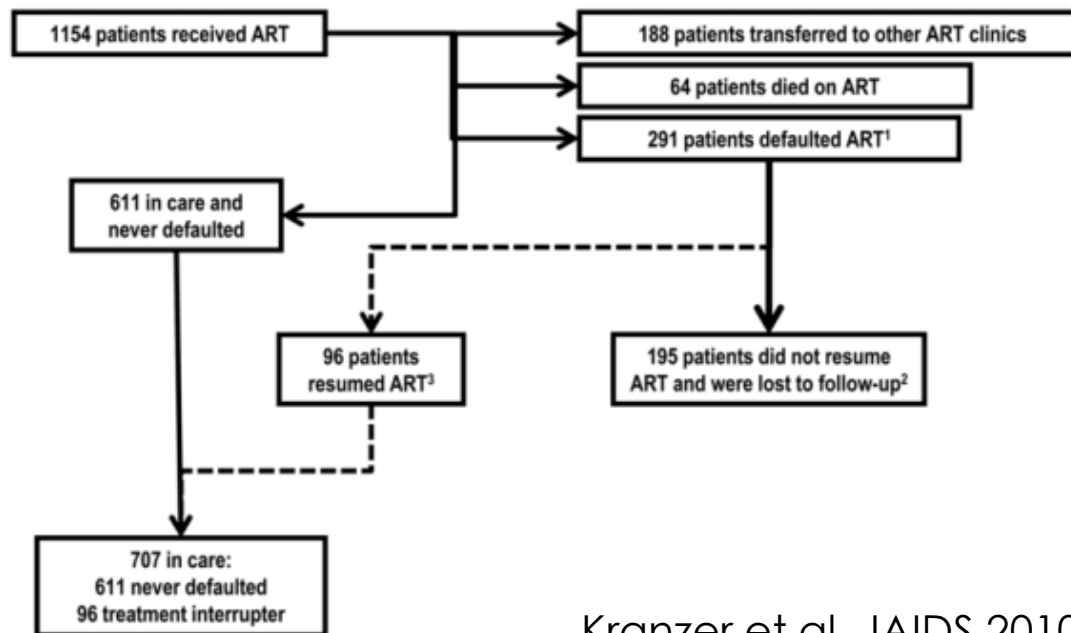 1154 patients received ART
188 patients transferred to other ART clinics
64 patients died on ART
291 patients defaulted ART¹
611 in care and
never defaulted
96 patients
resumed ART³
195 patients did not resume
ART and were lost to follow-up²
707 in care:
611 never defaulted
96 treatment interrupter
Kranzer et al. JAIDS 2010